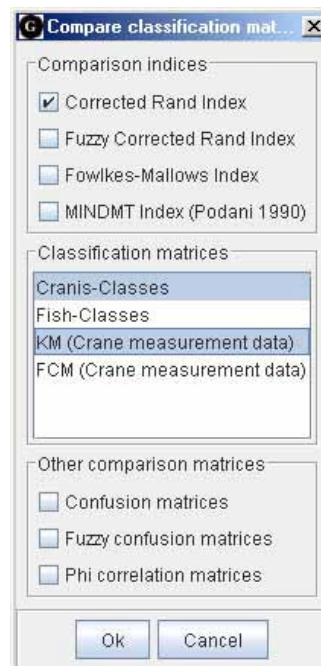 G Compare classification mat...
Comparison indices
Corrected Rand Index
Fuzzy Corrected Rand Index
Fowlkes-Mallows Index
MINDMT Index (Podani 1990)
Classification matrices
Cranis-Classes
Fish-Classes
KM (Crane measurement data)
FCM (Crane measurement data)
Other comparison matrices
Confusion matrices
Fuzzy confusion matrices
Phi correlation matrices
Ok
Cancel